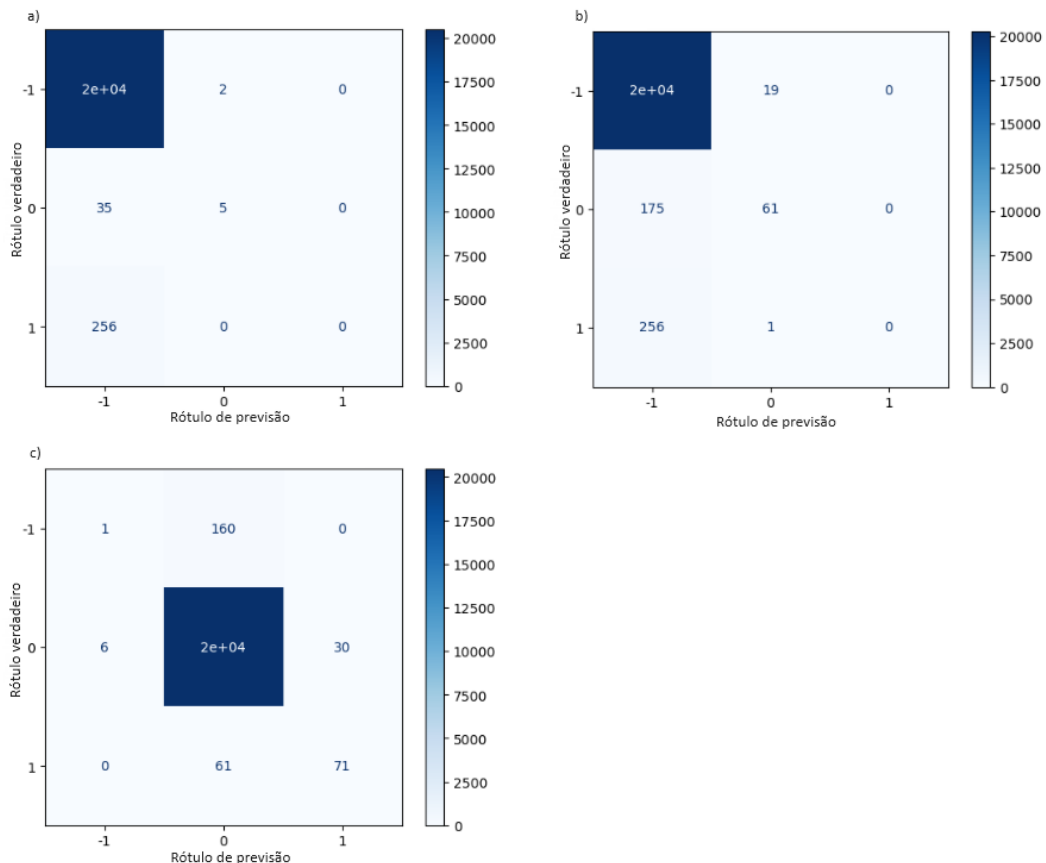 a)
-1
0
1
Rótulo verdadeiro
2e+04 2 0
35 5 0
256 0 0
-1 0 1
Rótulo de previsão
20000
17500
15000
12500
10000
7500
5000
2500
0
b)
-1
0
1
Rótulo verdadeiro
2e+04 19 0
175 61 0
256 1 0
-1 0 1
Rótulo de previsão
20000
17500
15000
12500
10000
7500
5000
2500
0
c)
-1
0
1
Rótulo verdadeiro
1 160 0
6 2e+04 30
0 61 71
-1 0 1
Rótulo de previsão
20000
17500
15000
12500
10000
7500
5000
2500
0